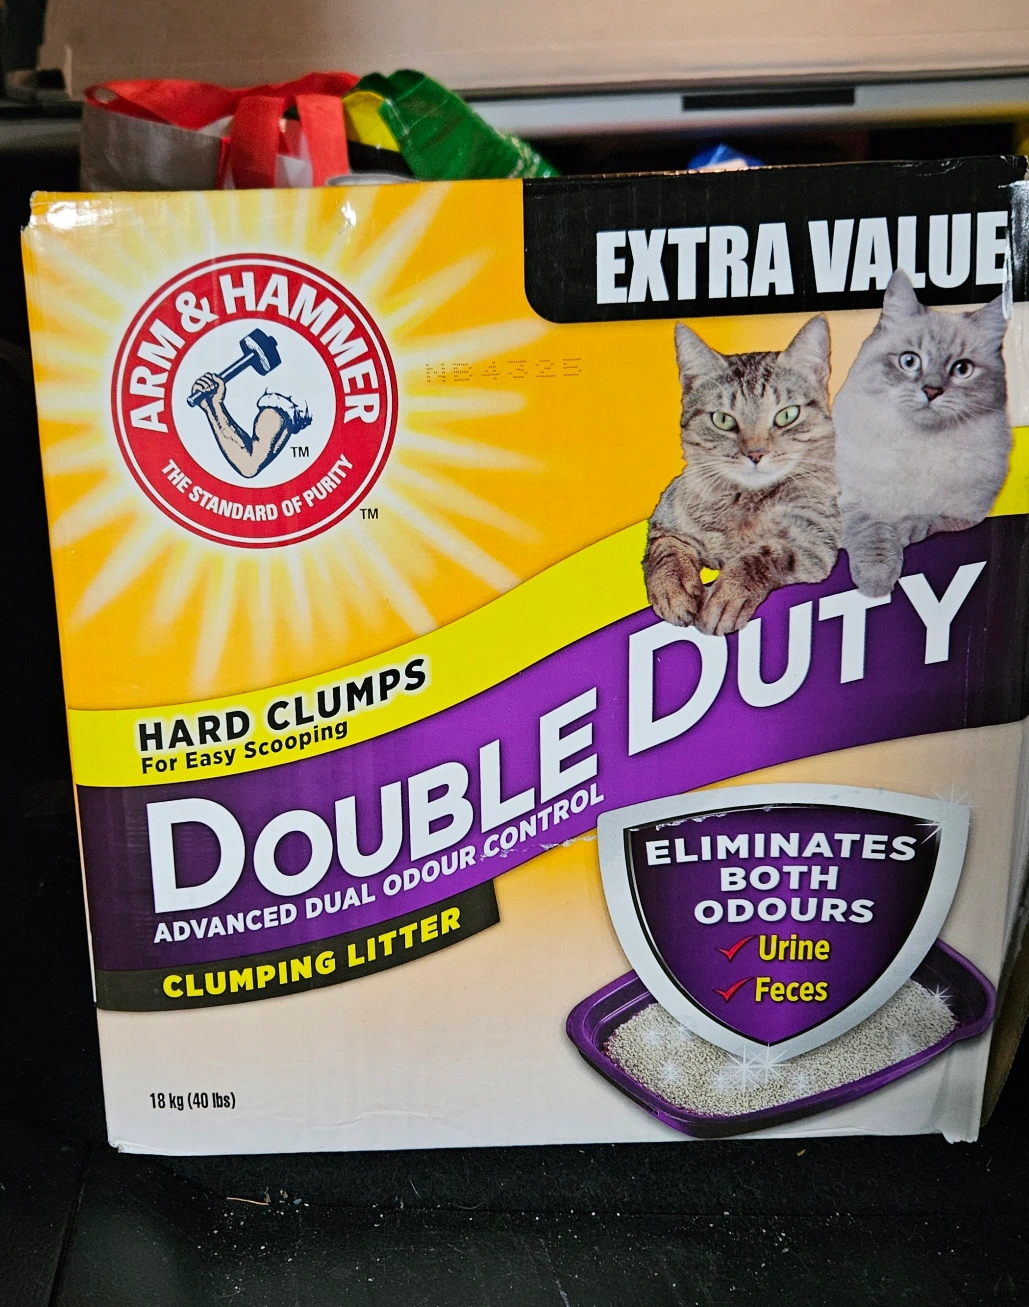 EXTRA VALUE
ARM & HAMMER
THE STANDARD OF PURITY
TM
TM
HARD CLUMPS
For Easy Scooping
DOUBLE DUTY
ADVANCED DUAL ODOUR CONTROL
CLUMPING LITTER
ELIMINATES
BOTH
ODOURS
Urine
Feces
18 kg (40 lbs)